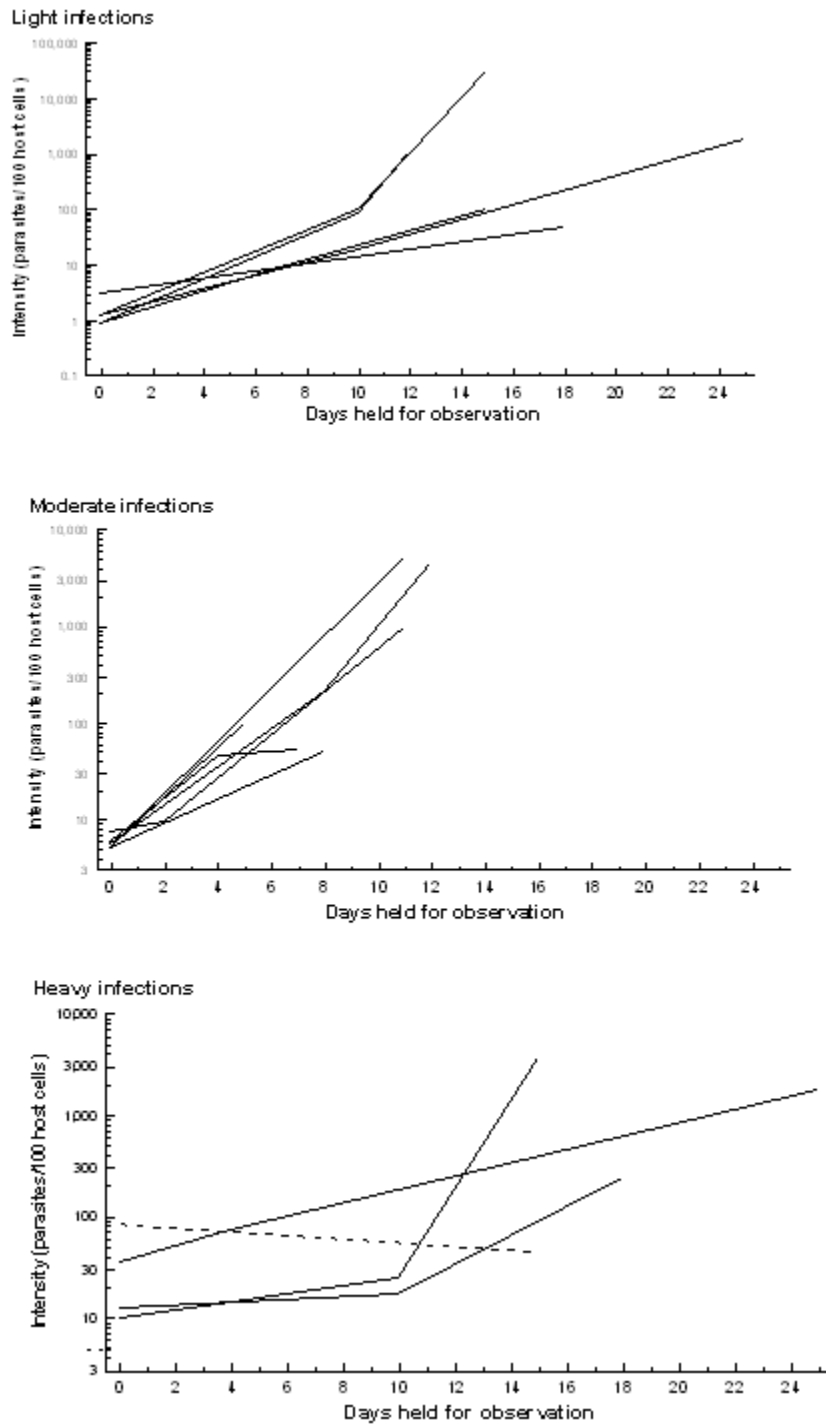 Light infections
Intensity (parasites/100 host cells)
100,000
10,000
1,000
100
10
1
0.1
0 2 4 6 8 10 12 14 16 18 20 22 24
Days held for observation
Moderate infections
Intensity (parasites/100 host cells)
10,000
3,000
1,000
300
100
30
10
3
0 2 4 6 8 10 12 14 16 18 20 22 24
Days held for observation
Heavy infections
Intensity (parasites/100 host cells)
10,000
3,000
1000
300
100
30
10
3
0 2 4 6 8 10 12 14 16 18 20 22 24
Days held for observation